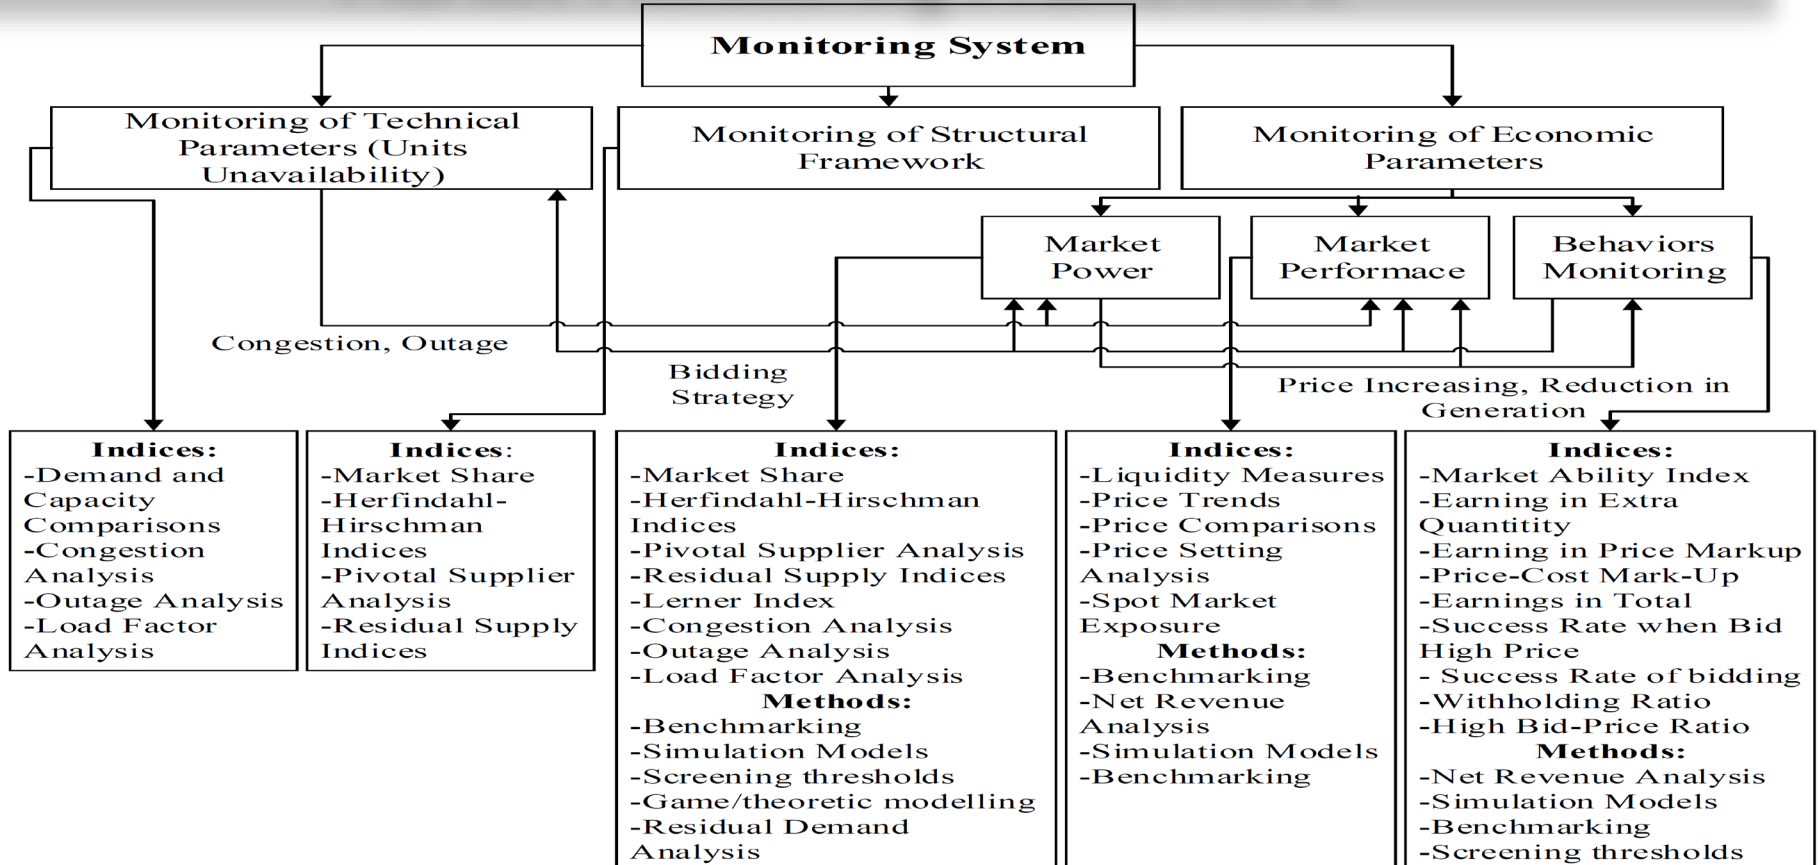 Monitoring System
Monitoring of Technical
Parameters (Units
Unavailability)
Monitoring of Structural
Framework
Monitoring of Economic
Parameters
Market
Power
Market
Performace
Behaviors
Monitoring
Congestion, Outage
Bidding
Strategy
Price Increasing, Reduction in
Generation
Indices:
-Demand and
Capacity
Comparisons
-Congestion
Analysis
-Outage Analysis
-Load Factor
Analysis
Indices:
-Market Share
-Herfindahl-
Hirschman
Indices
-Pivotal Supplier
Analysis
-Residual Supply
Indices
Indices:
-Market Share
-Herfindahl-Hirschman
Indices
-Pivotal Supplier Analysis
-Residual Supply Indices
-Lerner Index
-Congestion Analysis
-Outage Analysis
-Load Factor Analysis
Methods:
-Benchmarking
-Simulation Models
-Screening thresholds
-Game/theoretic modelling
-Residual Demand
Analysis
Indices:
-Liquidity Measures
-Price Trends
-Price Comparisons
-Price Setting
Analysis
-Spot Market
Exposure
Methods:
-Benchmarking
-Net Revenue
Analysis
-Simulation Models
-Benchmarking
Indices:
-Market Ability Index
-Earning in Extra
Quantitity
-Earning in Price Markup
-Price-Cost Mark-Up
-Earnings in Total
-Success Rate when Bid
High Price
- Success Rate of bidding
-Withholding Ratio
-High Bid-Price Ratio
Methods:
-Net Revenue Analysis
-Simulation Models
-Benchmarking
-Screening thresholds